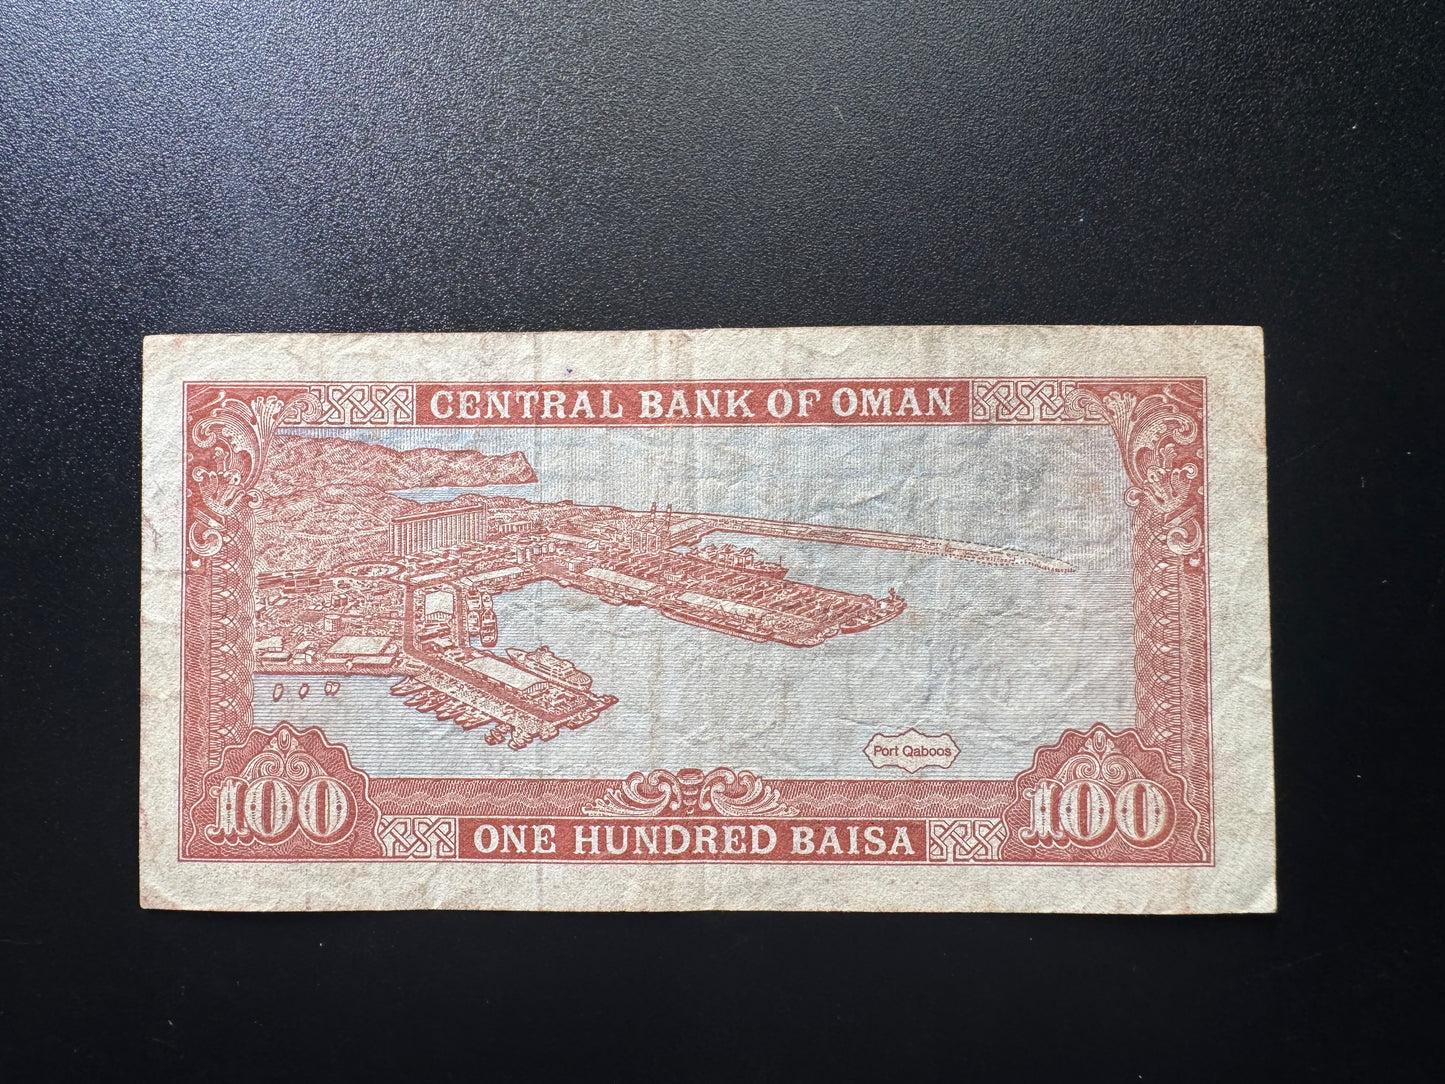 CENTRAL BANK OF OMAN
Port Qaboos
100
100
ONE HUNDRED BAISA